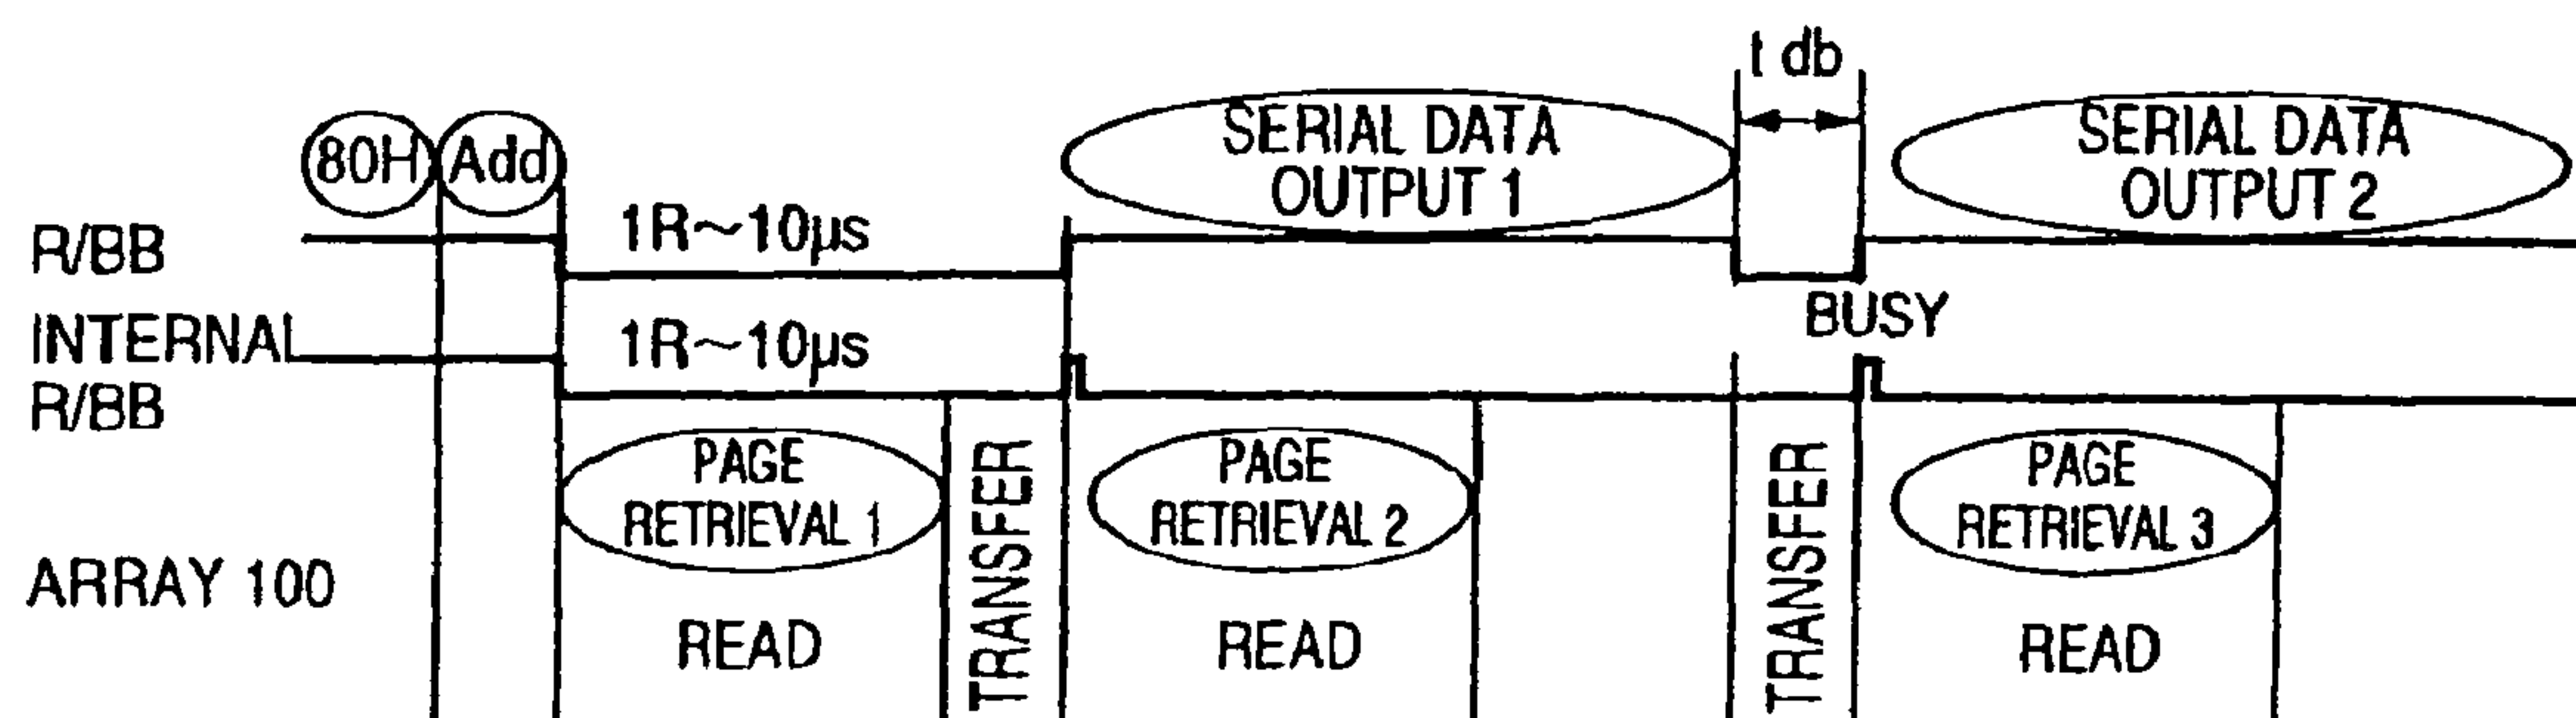 t db
80H Add SERIAL DATA SERIAL DATA
OUTPUT 1 OUTPUT 2
R/BB 1R~10μs
BUSY
INTERNAL 1R~10μs
R/BB
PAGE PAGE PAGE
RETRIEVAL 1 TRANSFER RETRIEVAL 2 TRANSFER RETRIEVAL 3
ARRAY 100
READ READ READ